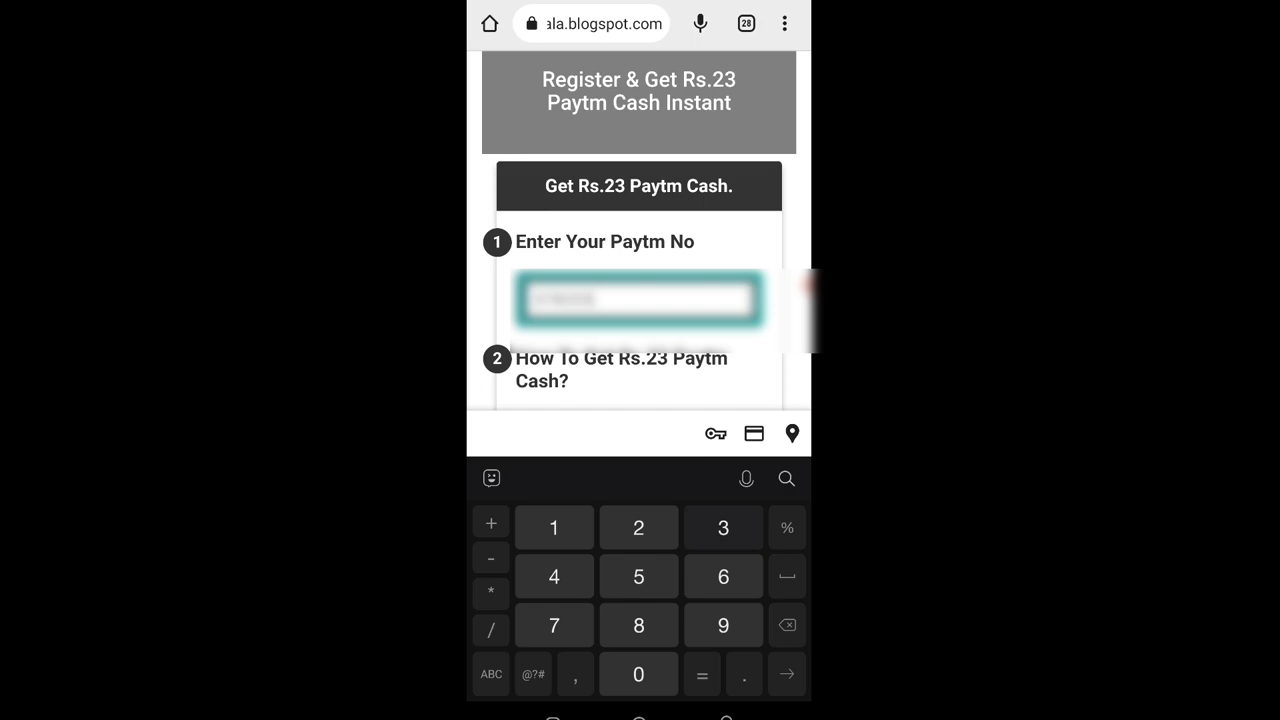 ala.blogspot.com
28
Register & Get Rs.23
Paytm Cash Instant
Get Rs.23 Paytm Cash.
1 Enter Your Paytm No
2 How To Get Rs.23 Paytm
Cash?
+ 1 2 3 %
- 4 5 6
* 7 8 9
/
ABC @?# , 0 = .